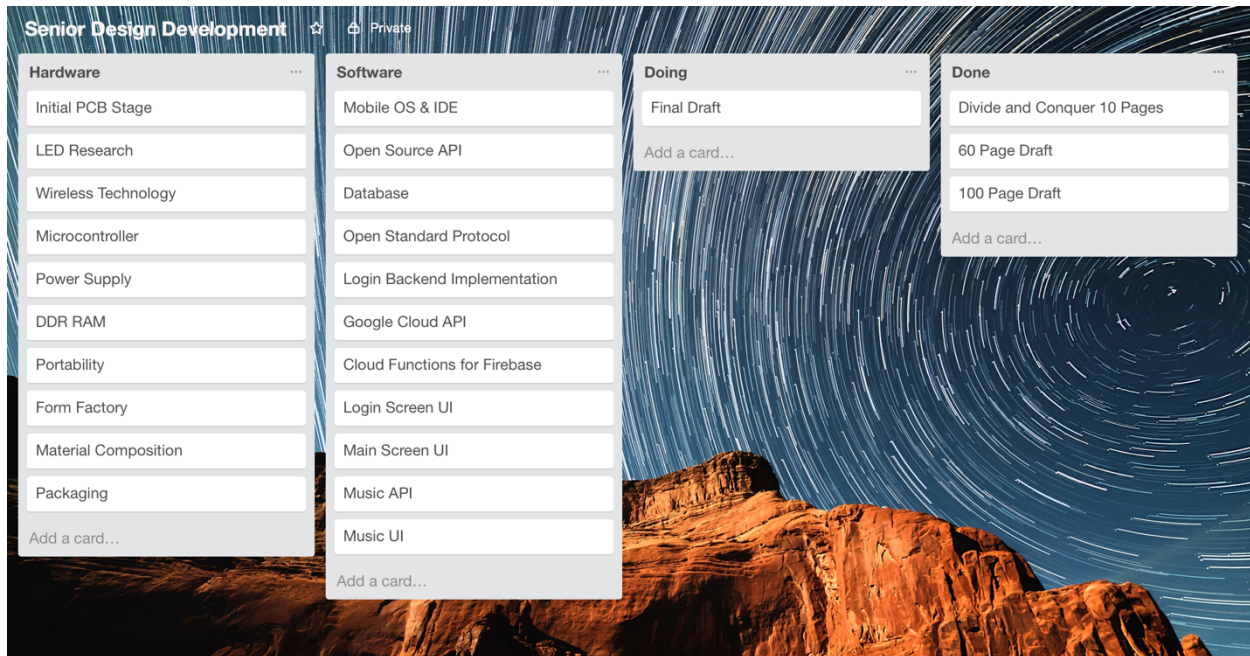 Senior Design Development Private
Hardware ...
Initial PCB Stage
LED Research
Wireless Technology
Microcontroller
Power Supply
DDR RAM
Portability
Form Factory
Material Composition
Packaging
Add a card...
Software ...
Mobile OS & IDE
Open Source API
Database
Open Standard Protocol
Login Backend Implementation
Google Cloud API
Cloud Functions for Firebase
Login Screen UI
Main Screen UI
Music API
Music UI
Add a card...
Doing ...
Final Draft
Add a card...
Done ...
Divide and Conquer 10 Pages
60 Page Draft
100 Page Draft
Add a card...